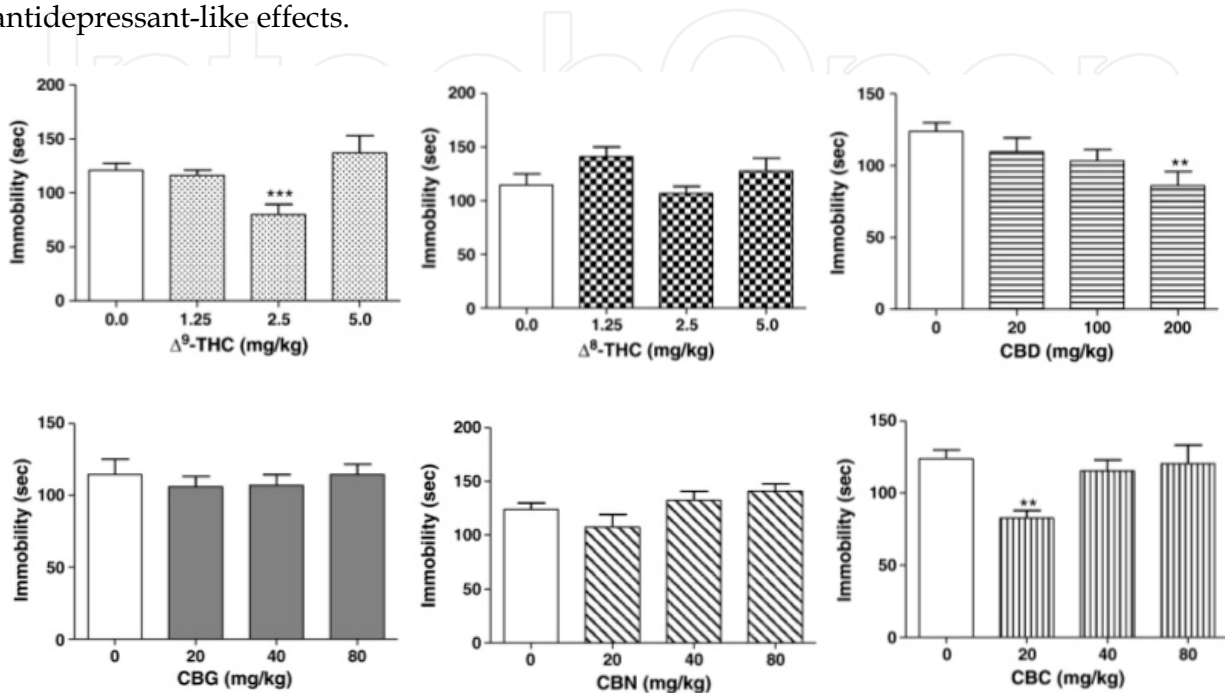 antidepressant-like effects.
IntechOpen
200
150
100
50
0
Immobility (sec)
***
0.0 1.25 2.5 5.0
Δ⁹-THC (mg/kg)
200
150
100
50
0
Immobility (sec)
0.0 1.25 2.5 5.0
Δ⁸-THC (mg/kg)
150
100
50
0
Immobility (sec)
**
0 20 100 200
CBD (mg/kg)
150
100
50
0
Immobility (sec)
0 20 40 80
CBG (mg/kg)
200
150
100
50
0
Immobility (sec)
0 20 40 80
CBN (mg/kg)
150
100
50
0
Immobility (sec)
**
0 20 40 80
CBC (mg/kg)